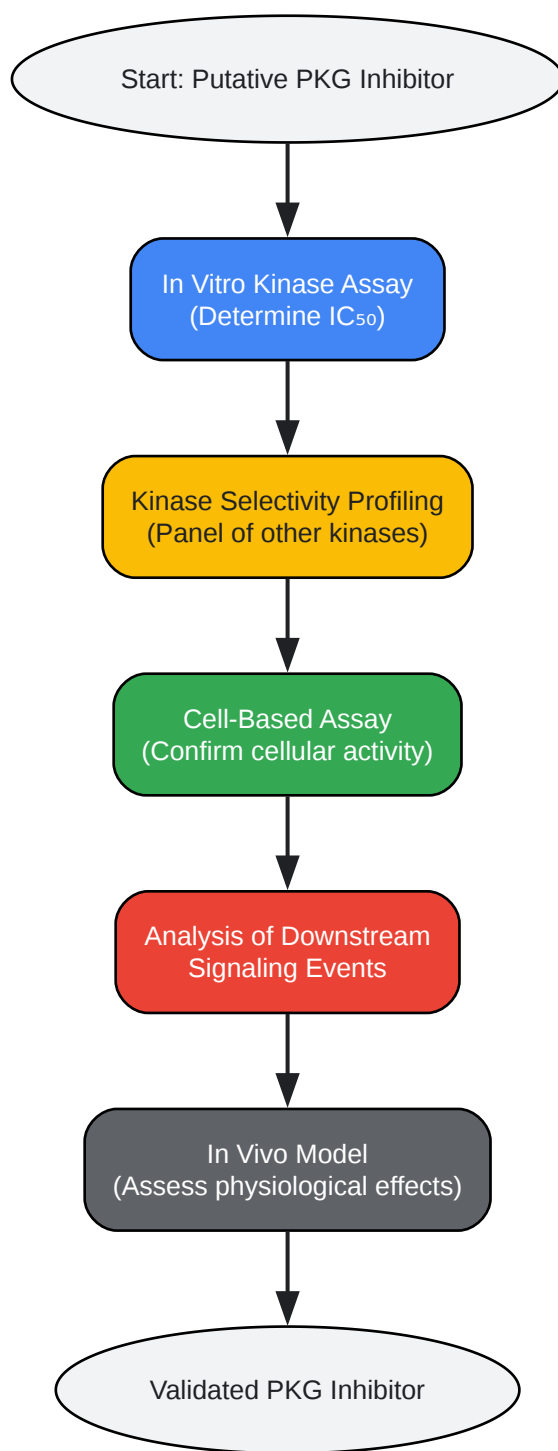 Start: Putative PKG Inhibitor
In Vitro Kinase Assay
(Determine IC₅₀)
Kinase Selectivity Profiling
(Panel of other kinases)
Cell-Based Assay
(Confirm cellular activity)
Analysis of Downstream
Signaling Events
In Vivo Model
(Assess physiological effects)
Validated PKG Inhibitor